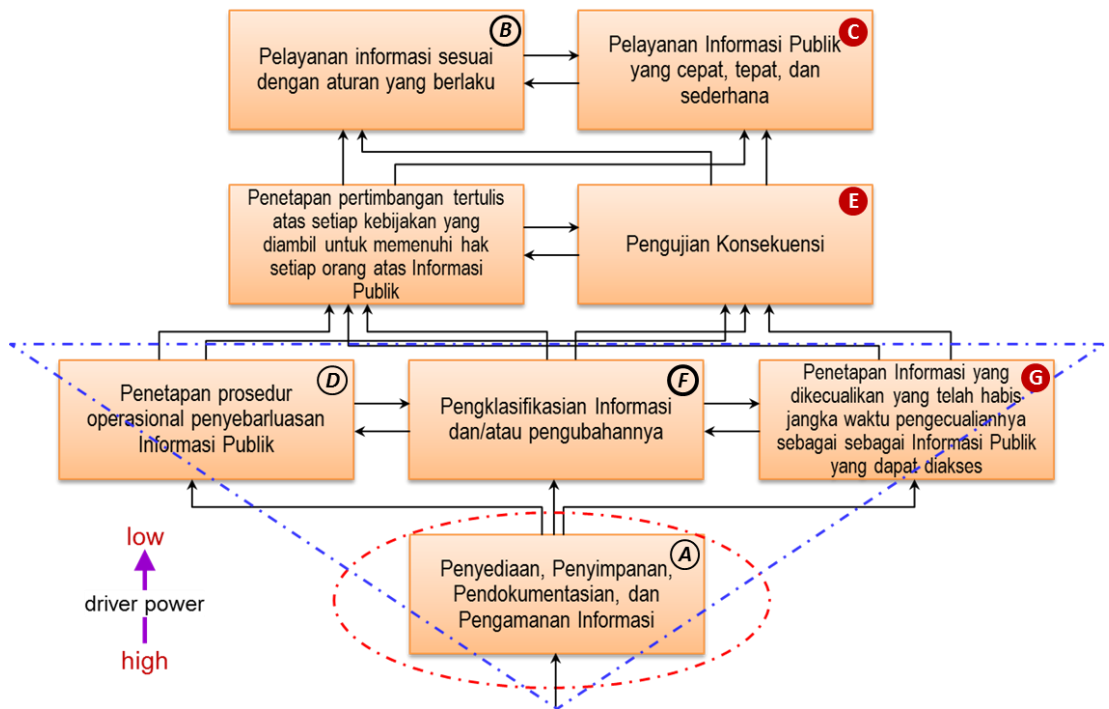 B
Pelayanan informasi sesuai
dengan aturan yang berlaku
C
Pelayanan Informasi Publik
yang cepat, tepat, dan
sederhana
Penetapan pertimbangan tertulis
atas setiap kebijakan yang
diambil untuk memenuhi hak
setiap orang atas Informasi
Publik
E
Pengujian Konsekuensi
D
Penetapan prosedur
operasional penyebarluasan
Informasi Publik
F
Pengklasifikasian Informasi
dan/atau pengubahannya
G
Penetapan Informasi yang
dikecualikan yang telah habis
jangka waktu pengecualiannya
sebagai sebagai Informasi Publik
yang dapat diakses
low
driver power
high
A
Penyediaan, Penyimpanan,
Pendokumentasian, dan
Pengamanan Informasi